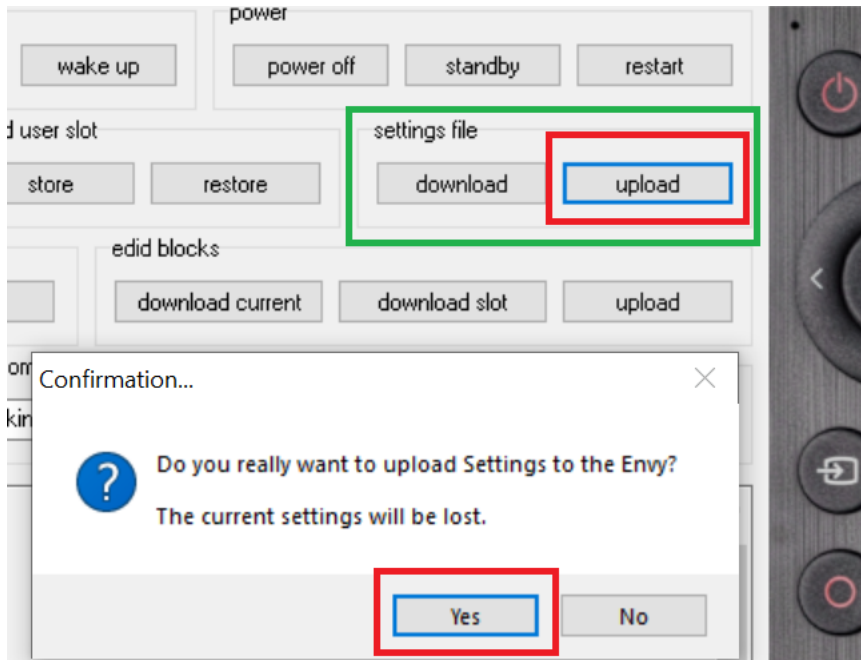 power
wake up
power off
standby
restart
d user slot
settings file
store
restore
download
upload
edid blocks
download current
download slot
upload
Confirmation...
Do you really want to upload Settings to the Envy?
The current settings will be lost.
Yes
No